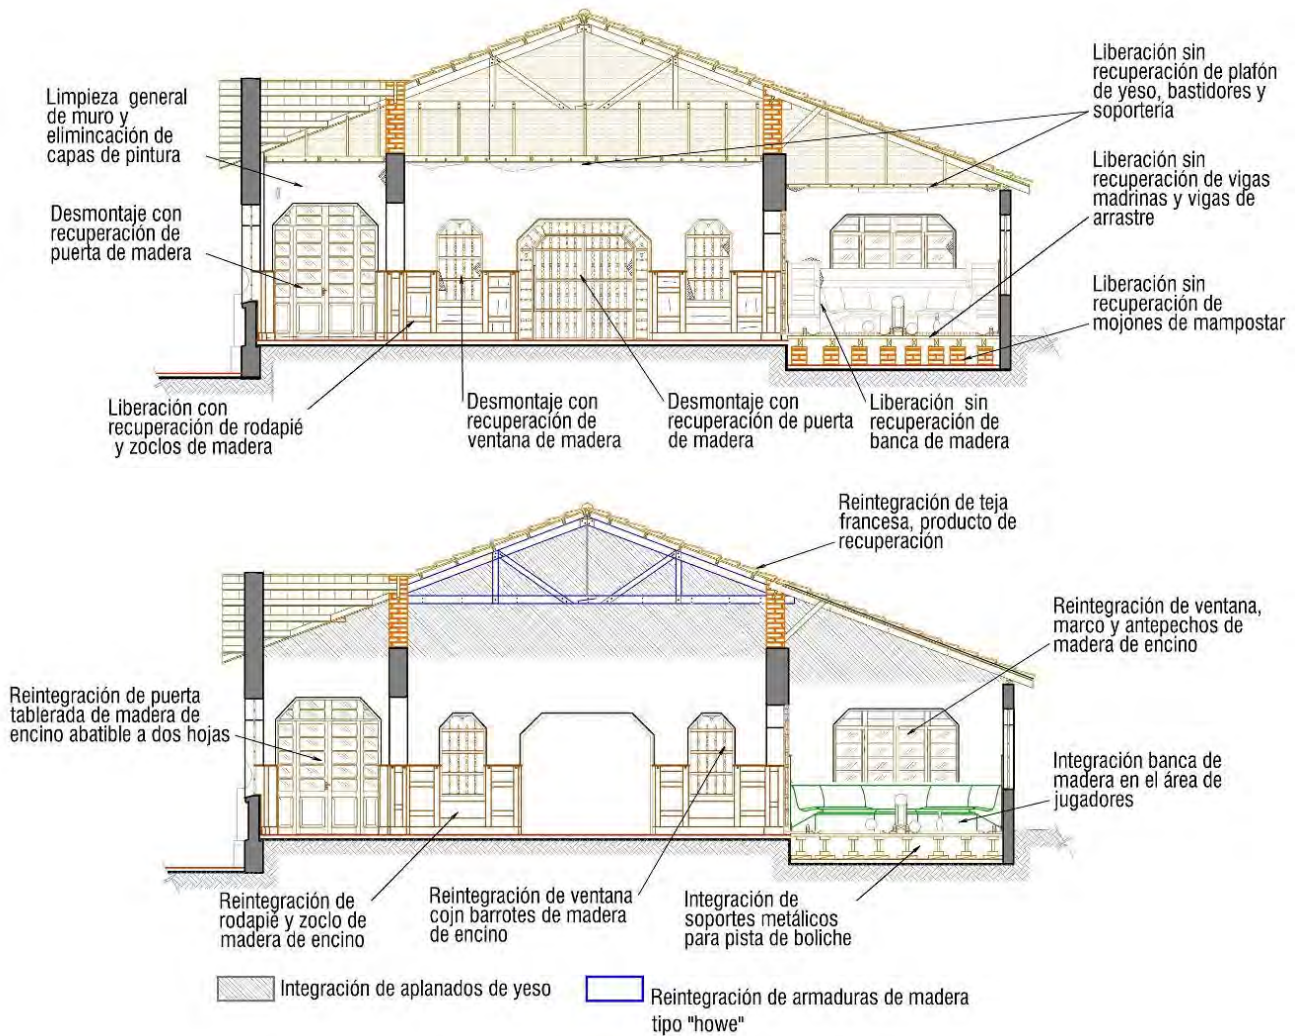 Limpieza general
de muro y
elimincación de
capas de pintura
Desmontaje con
recuperación de
puerta de madera
Liberación sin
recuperación de plafón
de yeso, bastidores y
soportería
Liberación sin
recuperación de vigas
madrinas y vigas de
arrastre
Liberación sin
recuperación de
mojones de mampostar
Liberación con
recuperación de rodapié
y zoclos de madera
Desmontaje con
recuperación de
ventana de madera
Desmontaje con
recuperación de puerta
de madera
Liberación sin
recuperación de
banca de madera
Reintegración de teja
francesa, producto de
recuperación
Reintegración de ventana,
marco y antepechos de
madera de encino
Reintegración de puerta
tablerada de madera de
encino abatible a dos hojas
Integración banca de
madera en el área de
jugadores
Reintegración de
rodapié y zoclo de
madera de encino
Reintegración de ventana
cojn barrotes de madera
de encino
Integración de
soportes metálicos
para pista de boliche
Integración de aplanados de yeso
Reintegración de armaduras de madera
tipo "howe"